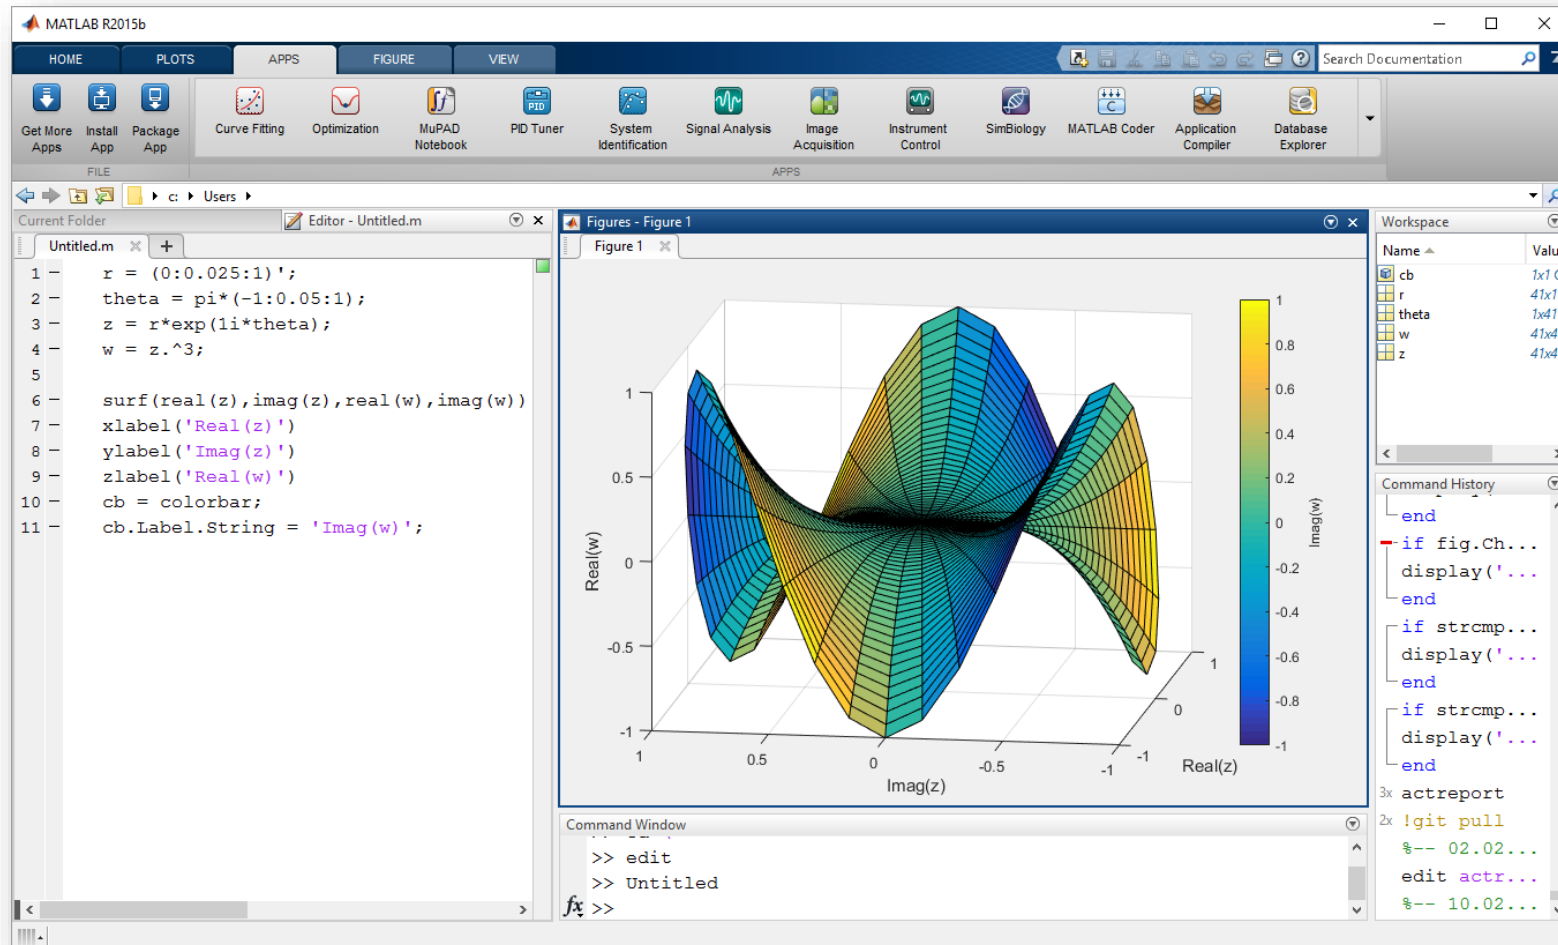 MATLAB R2015b
HOME PLOTS APPS FIGURE VIEW
Search Documentation
Get More Apps
Install App
Package App
Curve Fitting
Optimization
MuPAD Notebook
PID
PID Tuner
System Identification
Signal Analysis
Image Acquisition
Instrument Control
SimBiology
C
MATLAB Coder
Application Compiler
Database Explorer
FILE
APPS
c: Users
Current Folder
Editor - Untitled.m
Untitled.m
1 r = (0:0.025:1)';
2 theta = pi*(-1:0.05:1);
3 z = r*exp(1i*theta);
4 w = z.^3;
5
6 surf(real(z),imag(z),real(w),imag(w))
7 xlabel('Real(z)')
8 ylabel('Imag(z)')
9 zlabel('Real(w)')
10 cb = colorbar;
11 cb.Label.String = 'Imag(w)';
Figures - Figure 1
Figure 1
1
0.5
0
-0.5
-1
Real(w)
1 0.5 0 -0.5 -1
Imag(z)
-1 0 1
Real(z)
1
0.8
0.6
0.4
0.2
0
-0.2
-0.4
-0.6
-0.8
-1
Imag(w)
Command Window
>> edit
>> Untitled
fx >>
Workspace
Name Valu
cb 1x1
r 41x1
theta 1x41
w 41x4
z 41x4
Command History
end
if fig.Ch...
display('...
end
if strcmp...
display('...
end
if strcmp...
display('...
end
3x actreport
2x !git pull
%-- 02.02...
edit actr...
%-- 10.02...